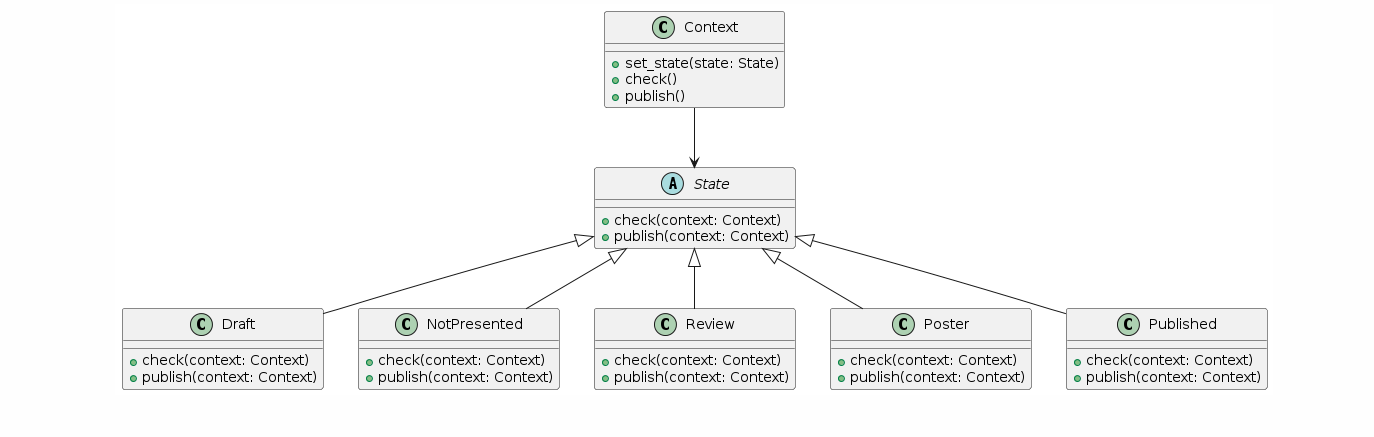 C Context
set_state(state: State)
check()
publish()
A State
check(context: Context)
publish(context: Context)
C Draft
check(context: Context)
publish(context: Context)
C NotPresented
check(context: Context)
publish(context: Context)
C Review
check(context: Context)
publish(context: Context)
C Poster
check(context: Context)
publish(context: Context)
C Published
check(context: Context)
publish(context: Context)